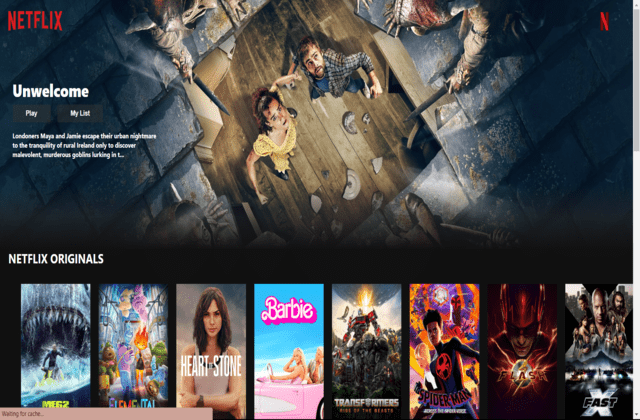 NETFLIX
N
Unwelcome
Play My List
Londoners Maya and Jamie escape their urban nightmare
to the tranquility of rural Ireland only to discover
malevolent, murderous goblins lurking in t...
NETFLIX ORIGINALS
MEG2
ELEMENTAL
HEART OF STONE
Barbie
TRANSFORMERS
RISE OF THE BEASTS
SPIDER-MAN
ACROSS THE SPIDER-VERSE
FLASH
FAST X
Waiting for cache...